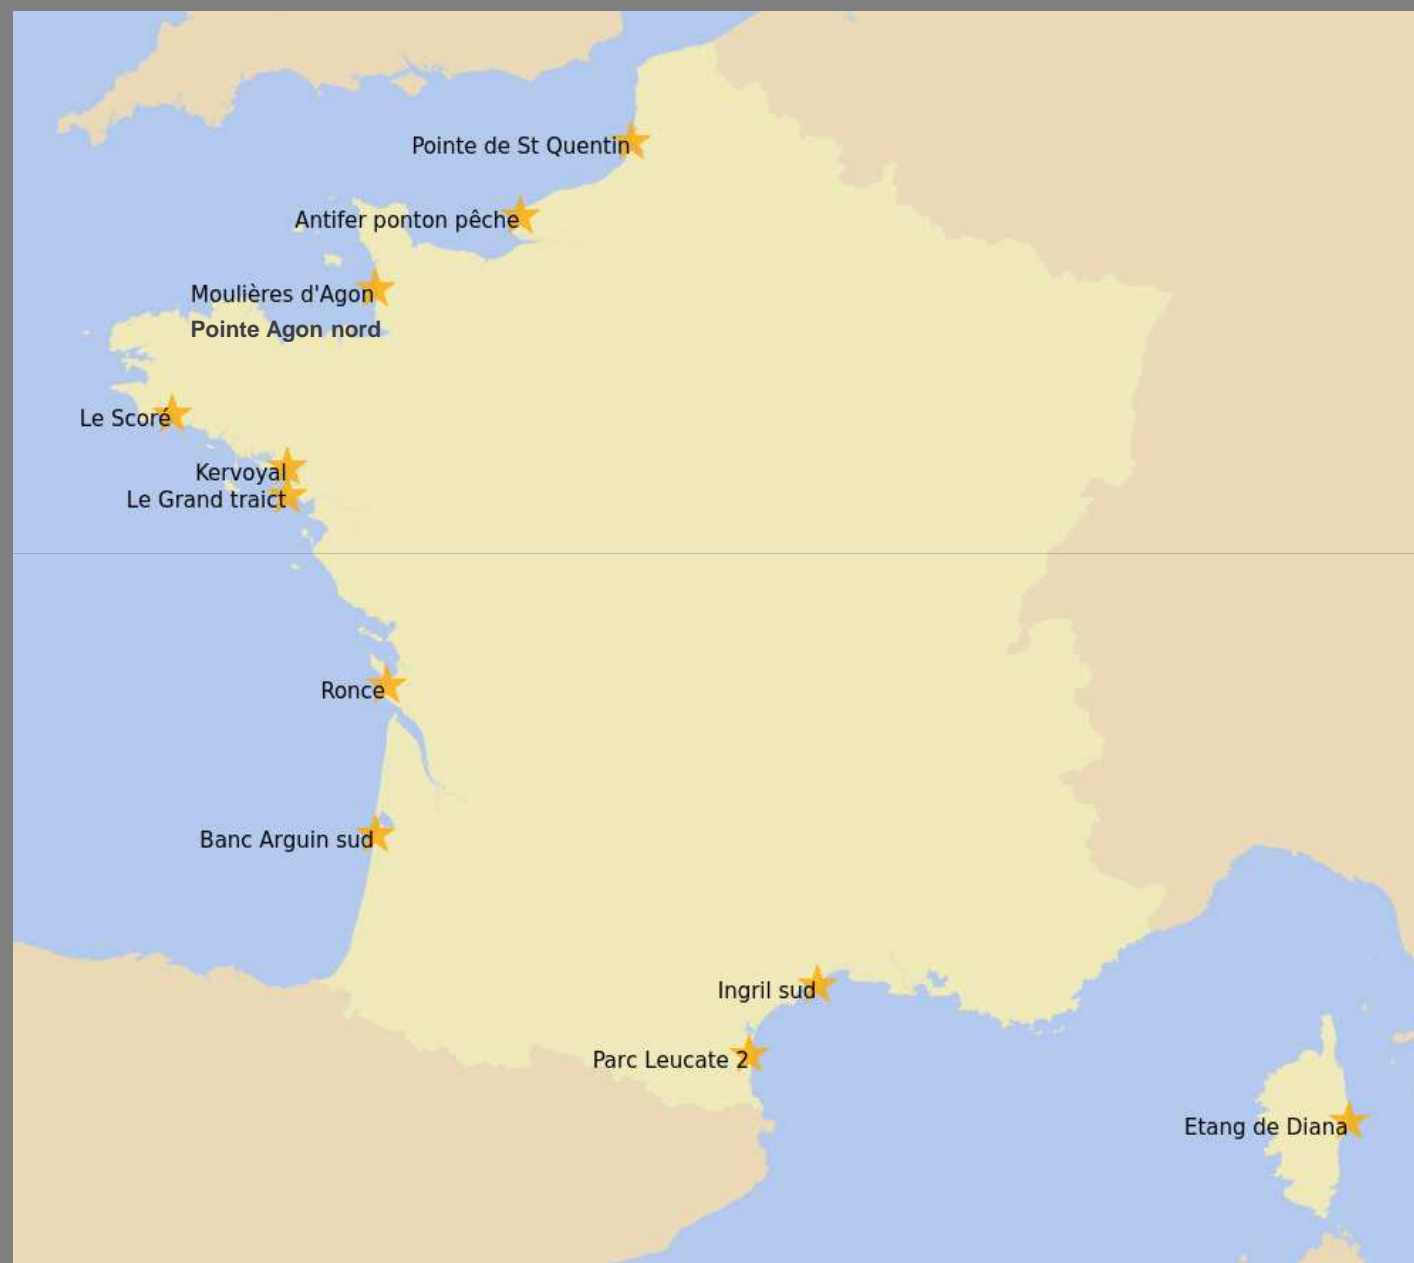 Pointe de St Quentin
Antifer ponton pêche
Moulières d'Agon
Pointe Agon nord
Le Scoré
Kervoyal
Le Grand traict
Ronce
Banc Arguin sud
Ingril sud
Parc Leucate 2
Etang de Diana